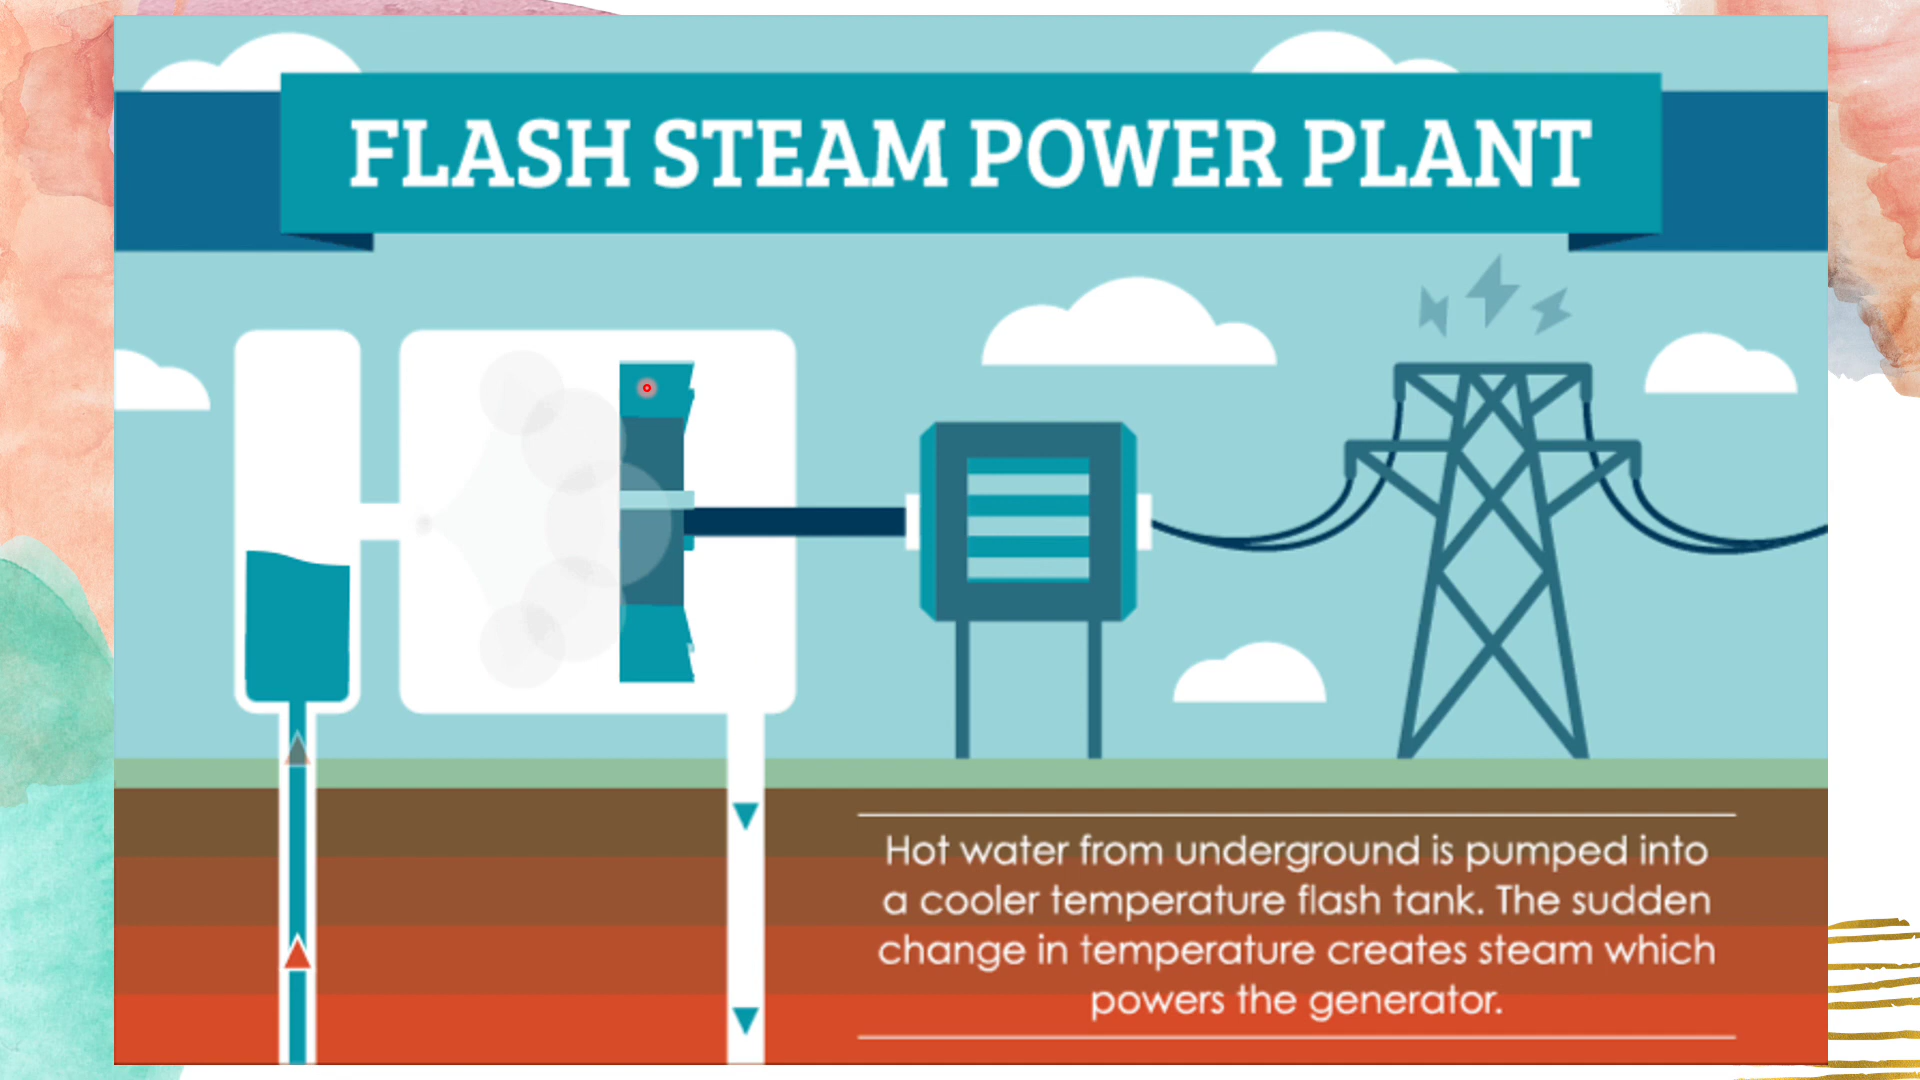 FLASH STEAM POWER PLANT
Hot water from underground is pumped into
a cooler temperature flash tank. The sudden
change in temperature creates steam which
powers the generator.